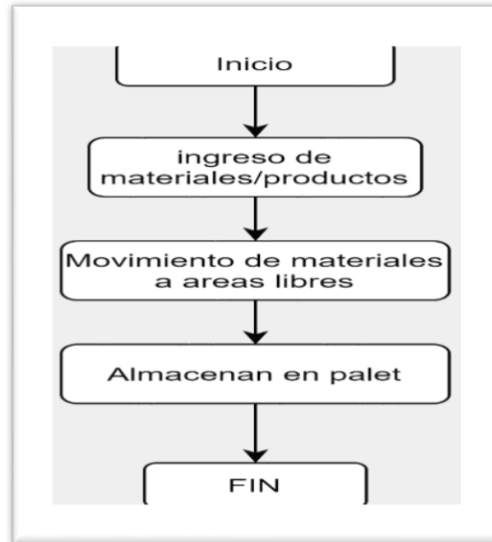 Inicio
ingreso de
materiales/productos
Movimiento de materiales
a areas libres
Almacenan en palet
FIN